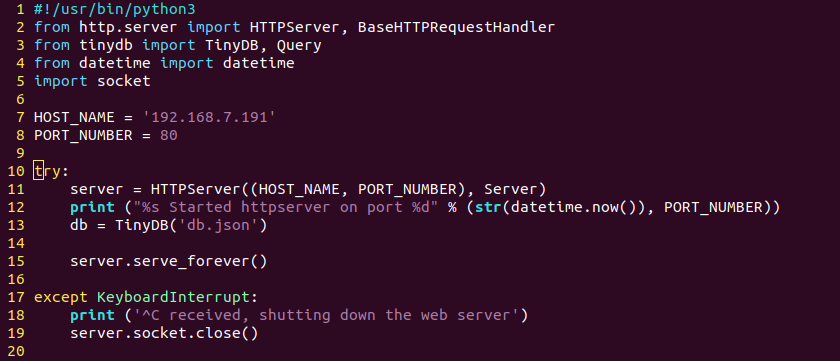 1 #!/usr/bin/python3
2 from http.server import HTTPServer, BaseHTTPRequestHandler
3 from tinydb import TinyDB, Query
4 from datetime import datetime
5 import socket
6
7 HOST_NAME = '192.168.7.191'
8 PORT_NUMBER = 80
9
10 try:
11     server = HTTPServer((HOST_NAME, PORT_NUMBER), Server)
12     print ("%s Started httpserver on port %d" % (str(datetime.now()), PORT_NUMBER))
13     db = TinyDB('db.json')
14
15     server.serve_forever()
16
17 except KeyboardInterrupt:
18     print ('^C received, shutting down the web server')
19     server.socket.close()
20